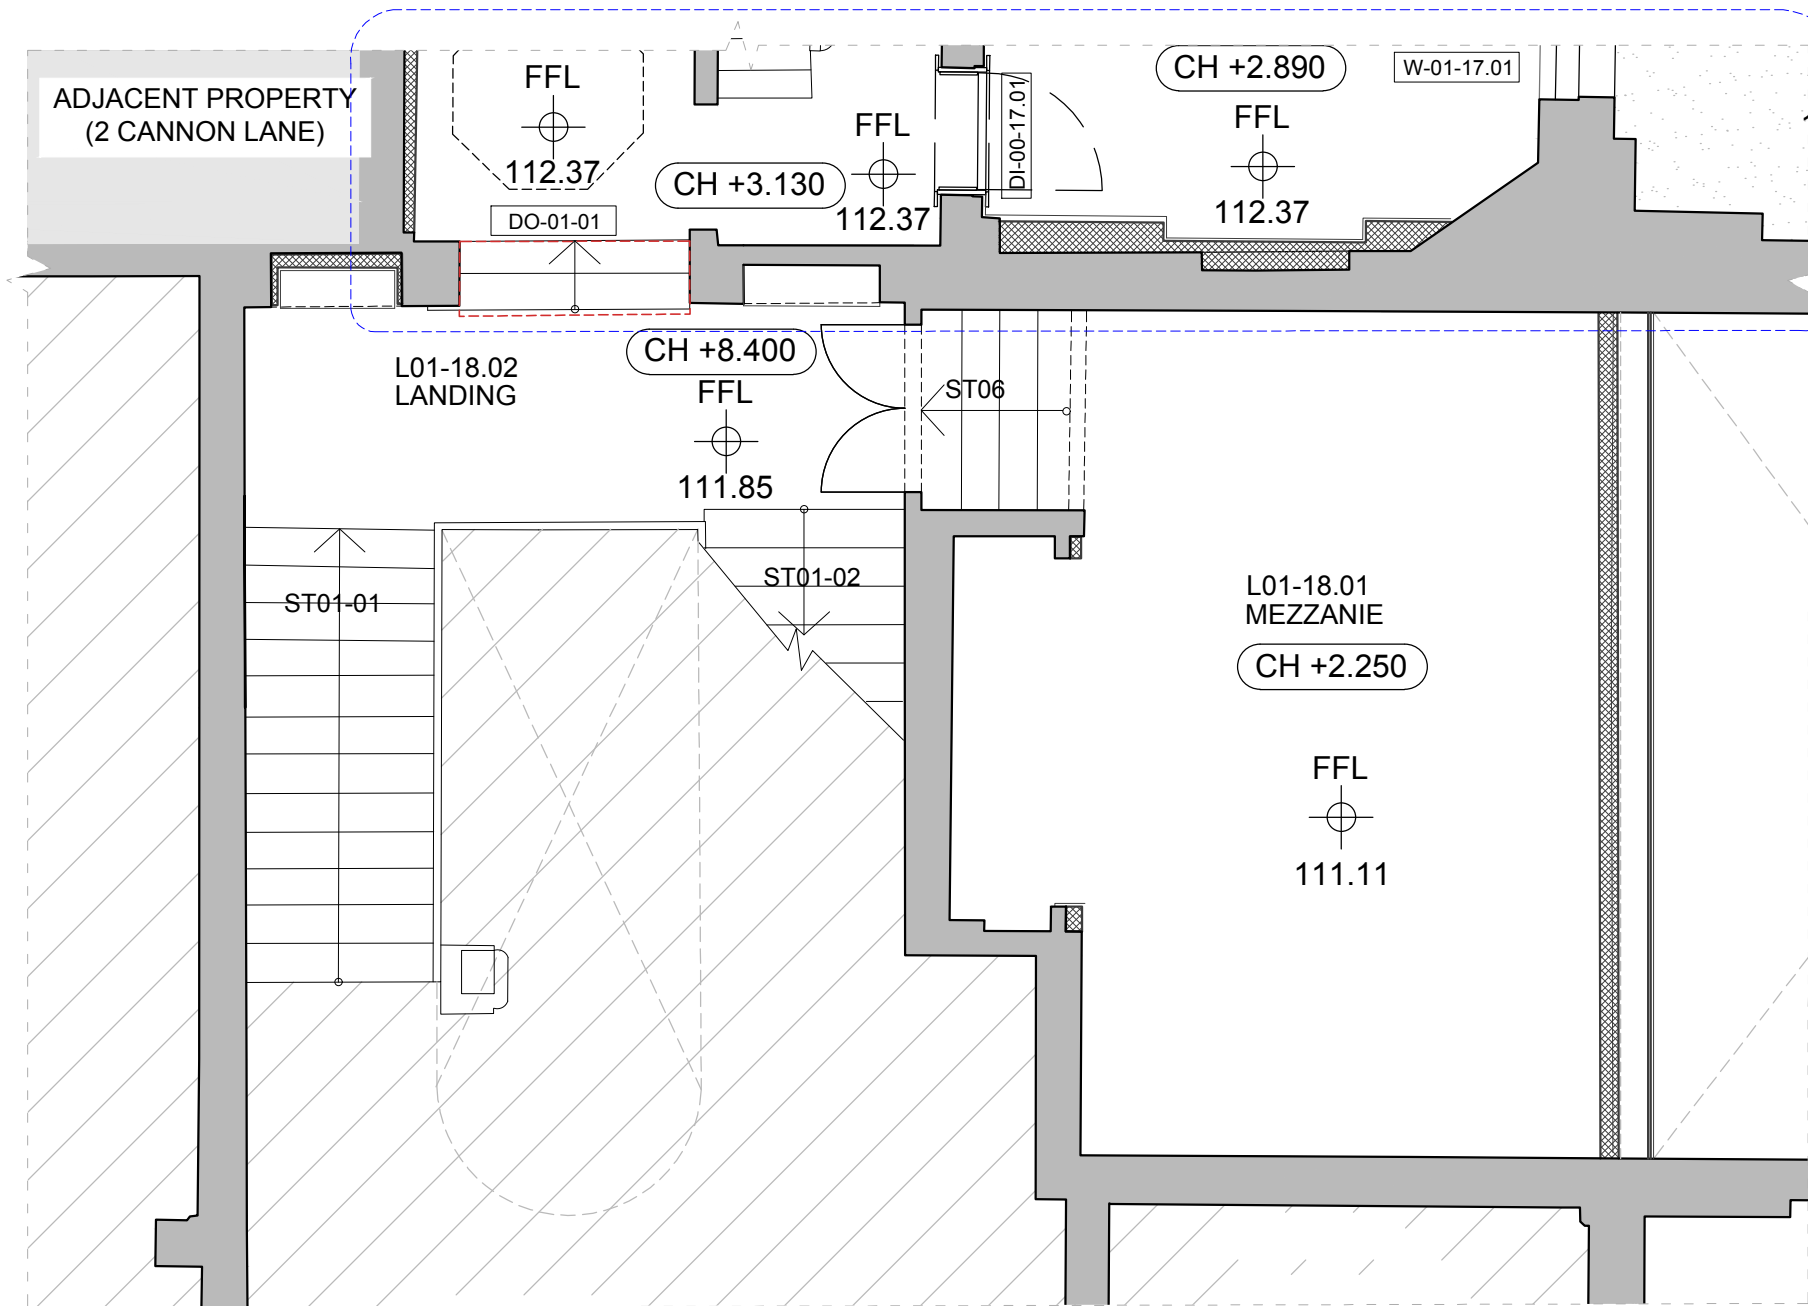 ADJACENT PROPERTY
(2 CANNON LANE)
FFL
112.37
DO-01-01
CH +3.130
FFL
112.37
DI-00-17.01
CH +2.890
FFL
112.37
W-01-17.01
L01-18.02
LANDING
CH +8.400
FFL
111.85
ST06
ST01-01
ST01-02
L01-18.01
MEZZANIE
CH +2.250
FFL
111.11